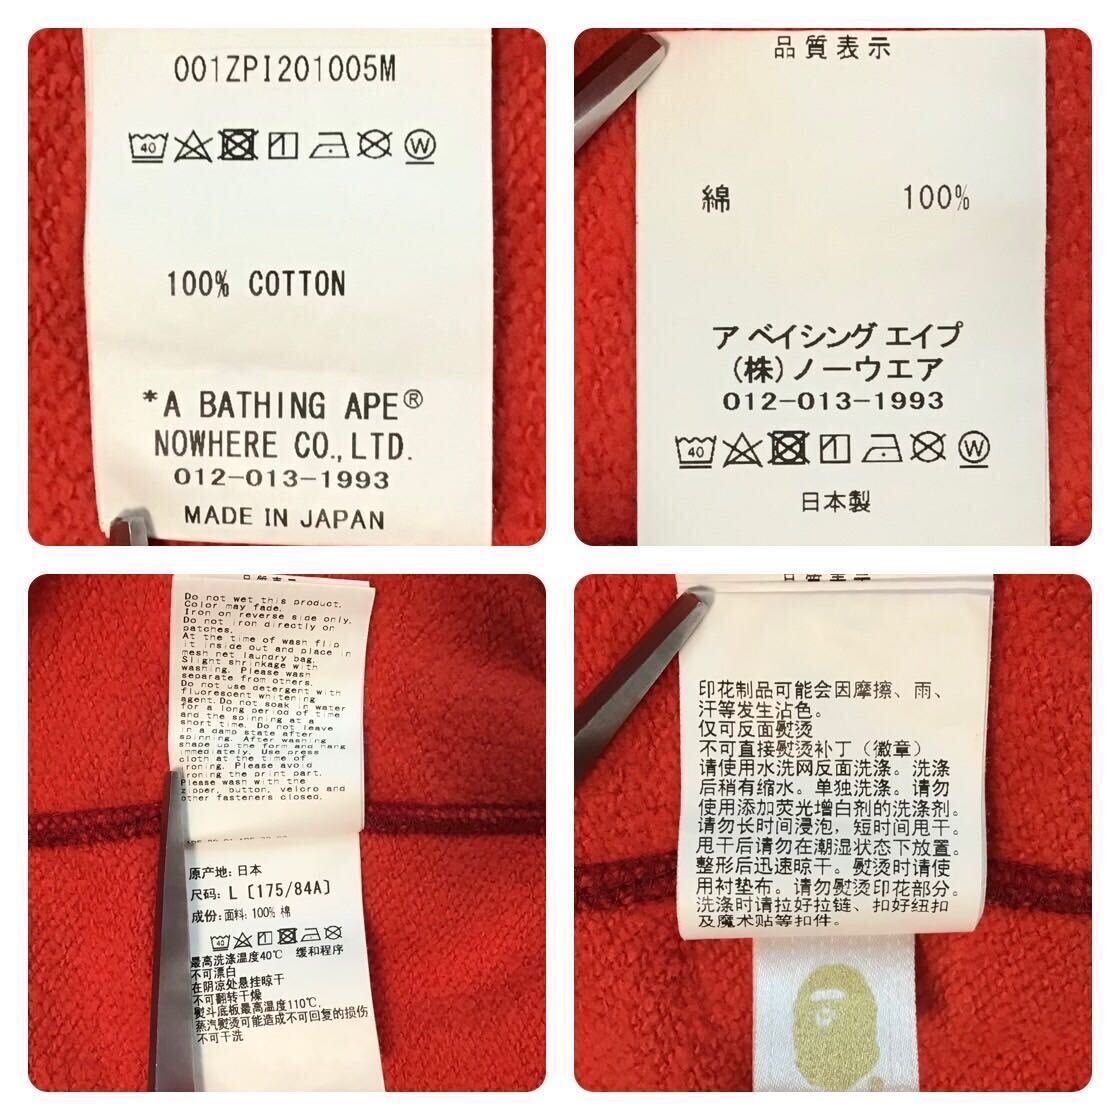 001ZPI201005M
40
W
100% COTTON
*A BATHING APE®
NOWHERE CO.,LTD.
012-013-1993
MADE IN JAPAN
品質表示
綿 100%
ア ベイシング エイプ
(株)ノーウエア
012-013-1993
40
W
日本製
品質表示
Do not wet this product.
Color may fade.
Iron on reverse side only.
Do not iron directly on
patches.
At the time of wash flip
it inside out and place in
mesh net laundry bag.
Slight shrinkage with
washing. Please wash
separate from others.
Do not use detergent with
fluorescent whitening
agent.Do not soak in water
for a long period of time
and the spinning at a
short time. Do not leave
in a damp state after
spinning. After washing
shape up the form and hang
immediately. Use press
cloth at the time of
ironing. Please avoid
ironing the print part.
Please wash with the
zipper, button, velcro and
other fasteners closed.
原产地: 日本
尺码: L (175/84A)
成份: 面料: 100% 棉
40
最高洗涤温度40℃ 缓和程序
不可漂白
在阴凉处悬挂晾干
不可翻转干燥
熨斗底板最高温度110℃,
蒸汽熨烫可能造成不可回复的损伤
不可干洗
品質表示
印花制品可能会因摩擦、雨、
汗等发生沾色。
仅可反面熨烫
不可直接熨烫补丁（徽章）
请使用水洗网反面洗涤。洗涤
后稍有缩水。单独洗涤。请勿
使用添加荧光增白剂的洗涤剂。
请勿长时间浸泡，短时间甩干。
甩干后请勿在潮湿状态下放置。
整形后迅速晾干。熨烫时请使
用衬垫布。请勿熨烫印花部分。
洗涤时请拉好拉链、扣好纽扣
及魔术贴等扣件。